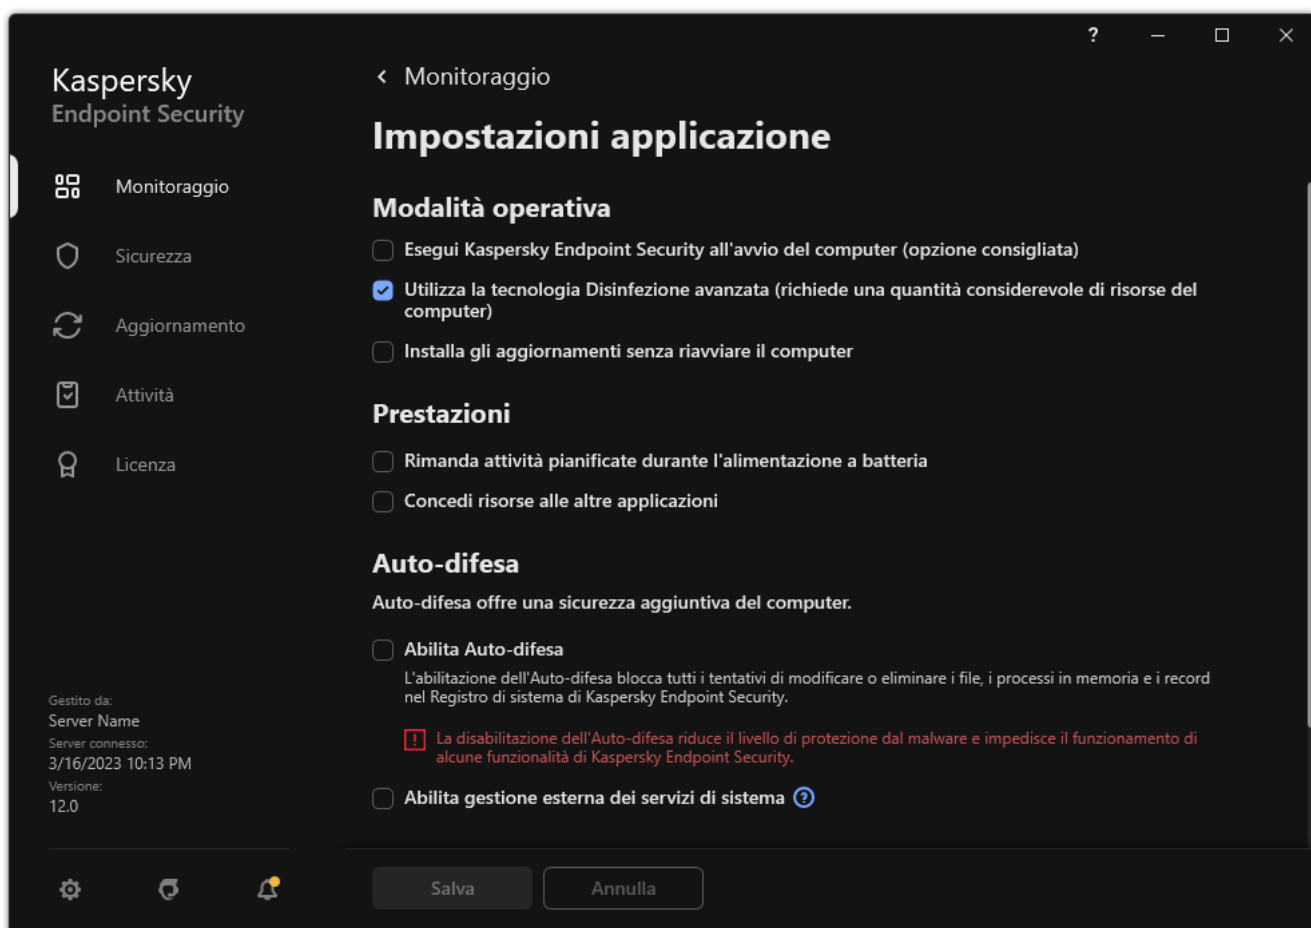 ?
Kaspersky
Endpoint Security
Monitoraggio
Sicurezza
Aggiornamento
Attività
Licenza
Gestito da:
Server Name
Server connesso:
3/16/2023 10:13 PM
Versione:
12.0
Monitoraggio
Impostazioni applicazione
Modalità operativa
Esegui Kaspersky Endpoint Security all'avvio del computer (opzione consigliata)
Utilizza la tecnologia Disinfezione avanzata (richiede una quantità considerevole di risorse del
computer)
Installa gli aggiornamenti senza riavviare il computer
Prestazioni
Rimanda attività pianificate durante l'alimentazione a batteria
Concedi risorse alle altre applicazioni
Auto-difesa
Auto-difesa offre una sicurezza aggiuntiva del computer.
Abilita Auto-difesa
L'abilitazione dell'Auto-difesa blocca tutti i tentativi di modificare o eliminare i file, i processi in memoria e i record
nel Registro di sistema di Kaspersky Endpoint Security.
La disabilitazione dell'Auto-difesa riduce il livello di protezione dal malware e impedisce il funzionamento di
alcune funzionalità di Kaspersky Endpoint Security.
Abilita gestione esterna dei servizi di sistema ?
Salva
Annulla